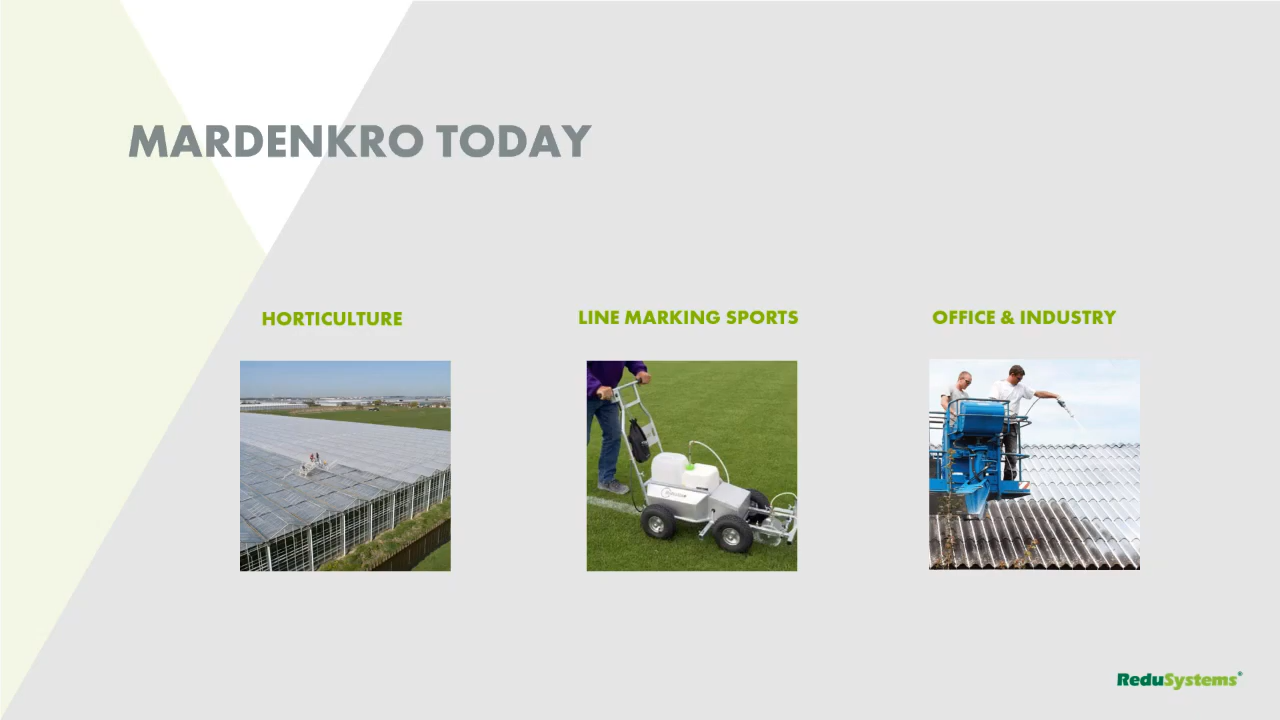 MARDENKRO TODAY
HORTICULTURE
LINE MARKING SPORTS
OFFICE & INDUSTRY
ReduSystems®